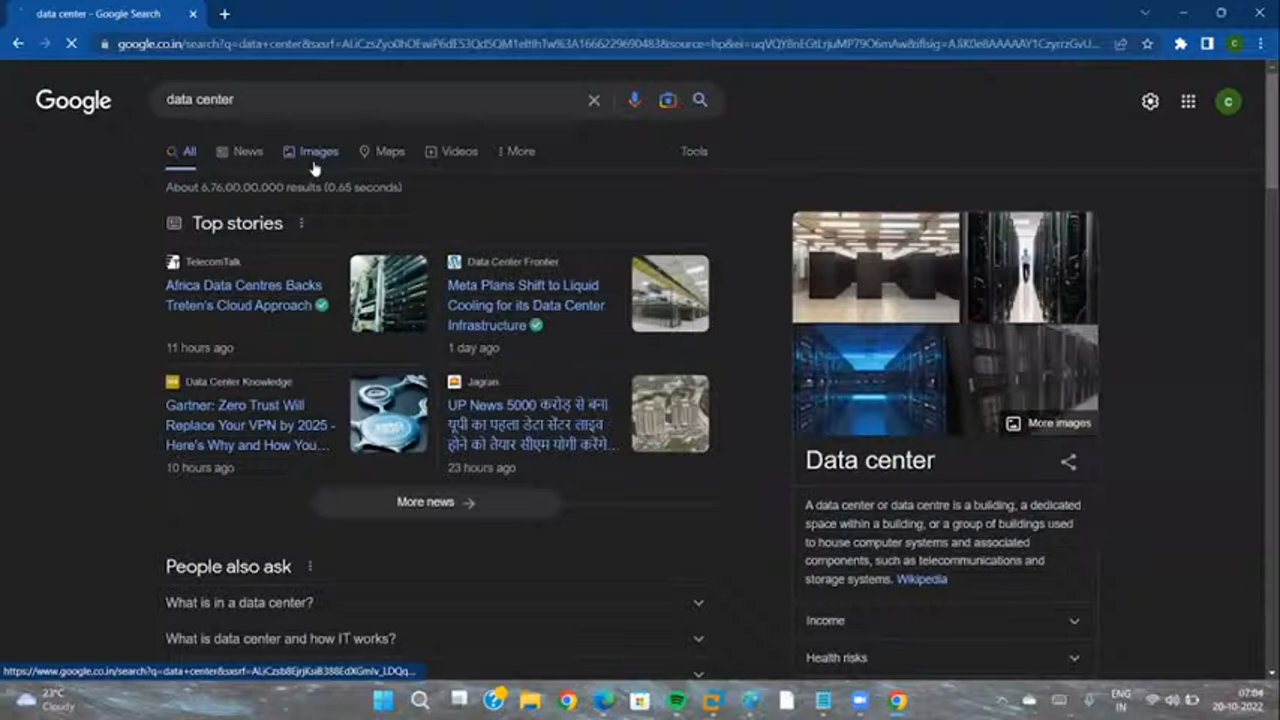 data center - Google Search
Google
data center
All
News
Images
Maps
Videos
More
Tools
About 6,76,00,00,000 results (0.65 seconds)
Top stories
TelecomTalk
Africa Data Centres Backs
Treten's Cloud Approach
11 hours ago
Data Center Frontier
Meta Plans Shift to Liquid
Cooling for its Data Center
Infrastructure
1 day ago
Data Center Knowledge
Gartner: Zero Trust Will
Replace Your VPN by 2025 -
Here's Why and How You...
10 hours ago
Jagran
UP News 5000 करोड़ से बना
यूपी का पहला डेटा सेंटर लाइव
होने को तैयार सीएम योगी करेंगे...
23 hours ago
More news
People also ask
What is in a data center?
What is data center and how IT works?
More images
Data center
A data center or data centre is a building, a dedicated
space within a building, or a group of buildings used
to house computer systems and associated
components, such as telecommunications and
storage systems. Wikipedia
Income
Health risks
23°C
Cloudy
ENG
IN
07:04
20-10-2022